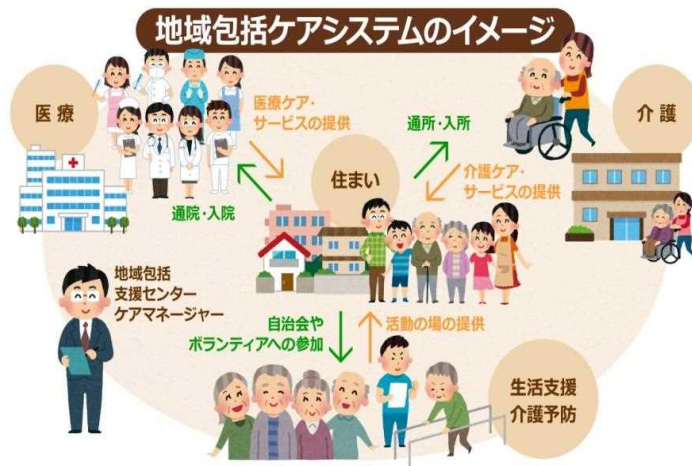 地域包括ケアシステムのイメージ
医療
医療ケア・
サービスの提供
通所・入所
介護
住まい
介護ケア・
サービスの提供
通院・入院
地域包括
支援センター
ケアマネージャー
自治会や
ボランティアへの参加
活動の場の提供
生活支援
介護予防